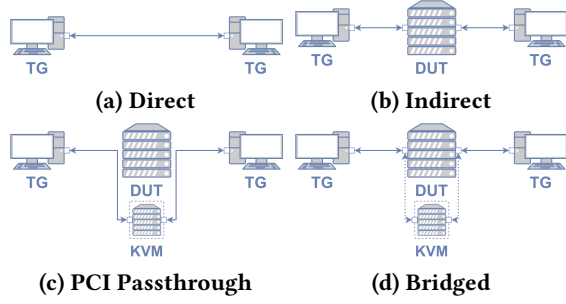 TG TG
(a) Direct
TG DUT TG
(b) Indirect
TG DUT TG
KVM
(c) PCI Passthrough
TG DUT TG
KVM
(d) Bridged